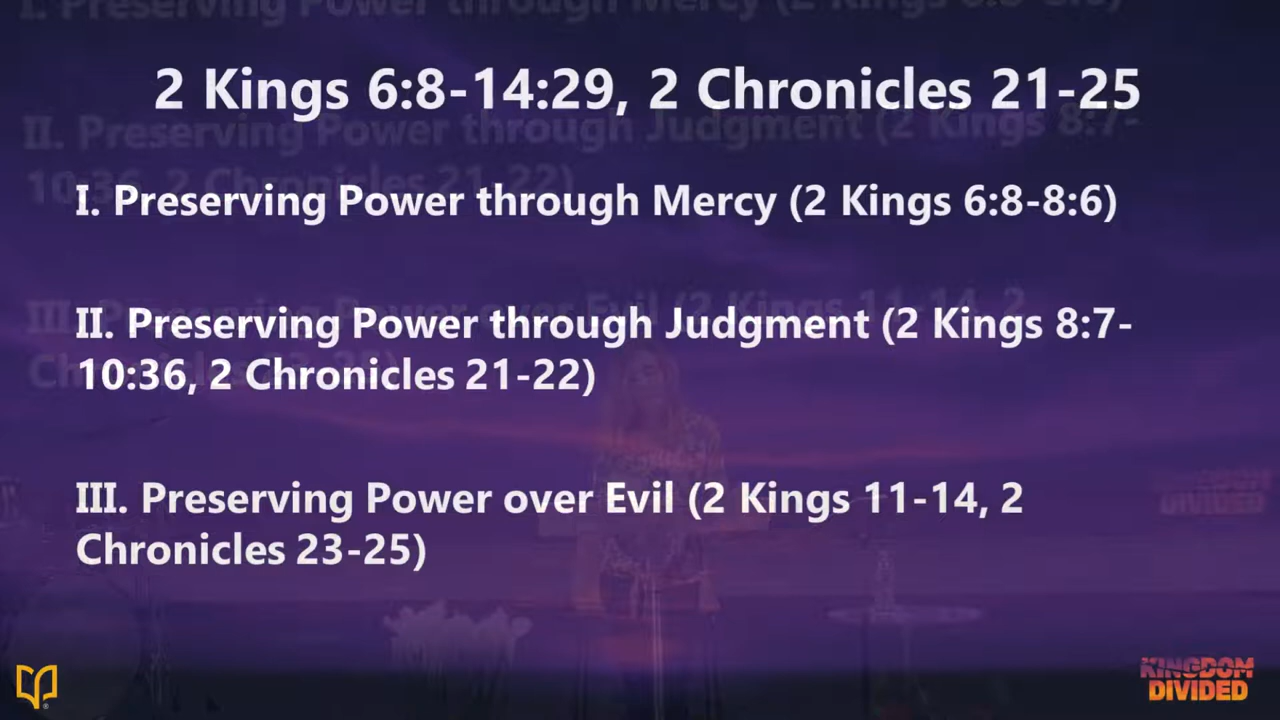 2 Kings 6:8-14:29, 2 Chronicles 21-25
I. Preserving Power through Mercy (2 Kings 6:8-8:6)
II. Preserving Power through Judgment (2 Kings 8:7-
10:36, 2 Chronicles 21-22)
III. Preserving Power over Evil (2 Kings 11-14, 2
Chronicles 23-25)
KINGDOM
DIVIDED